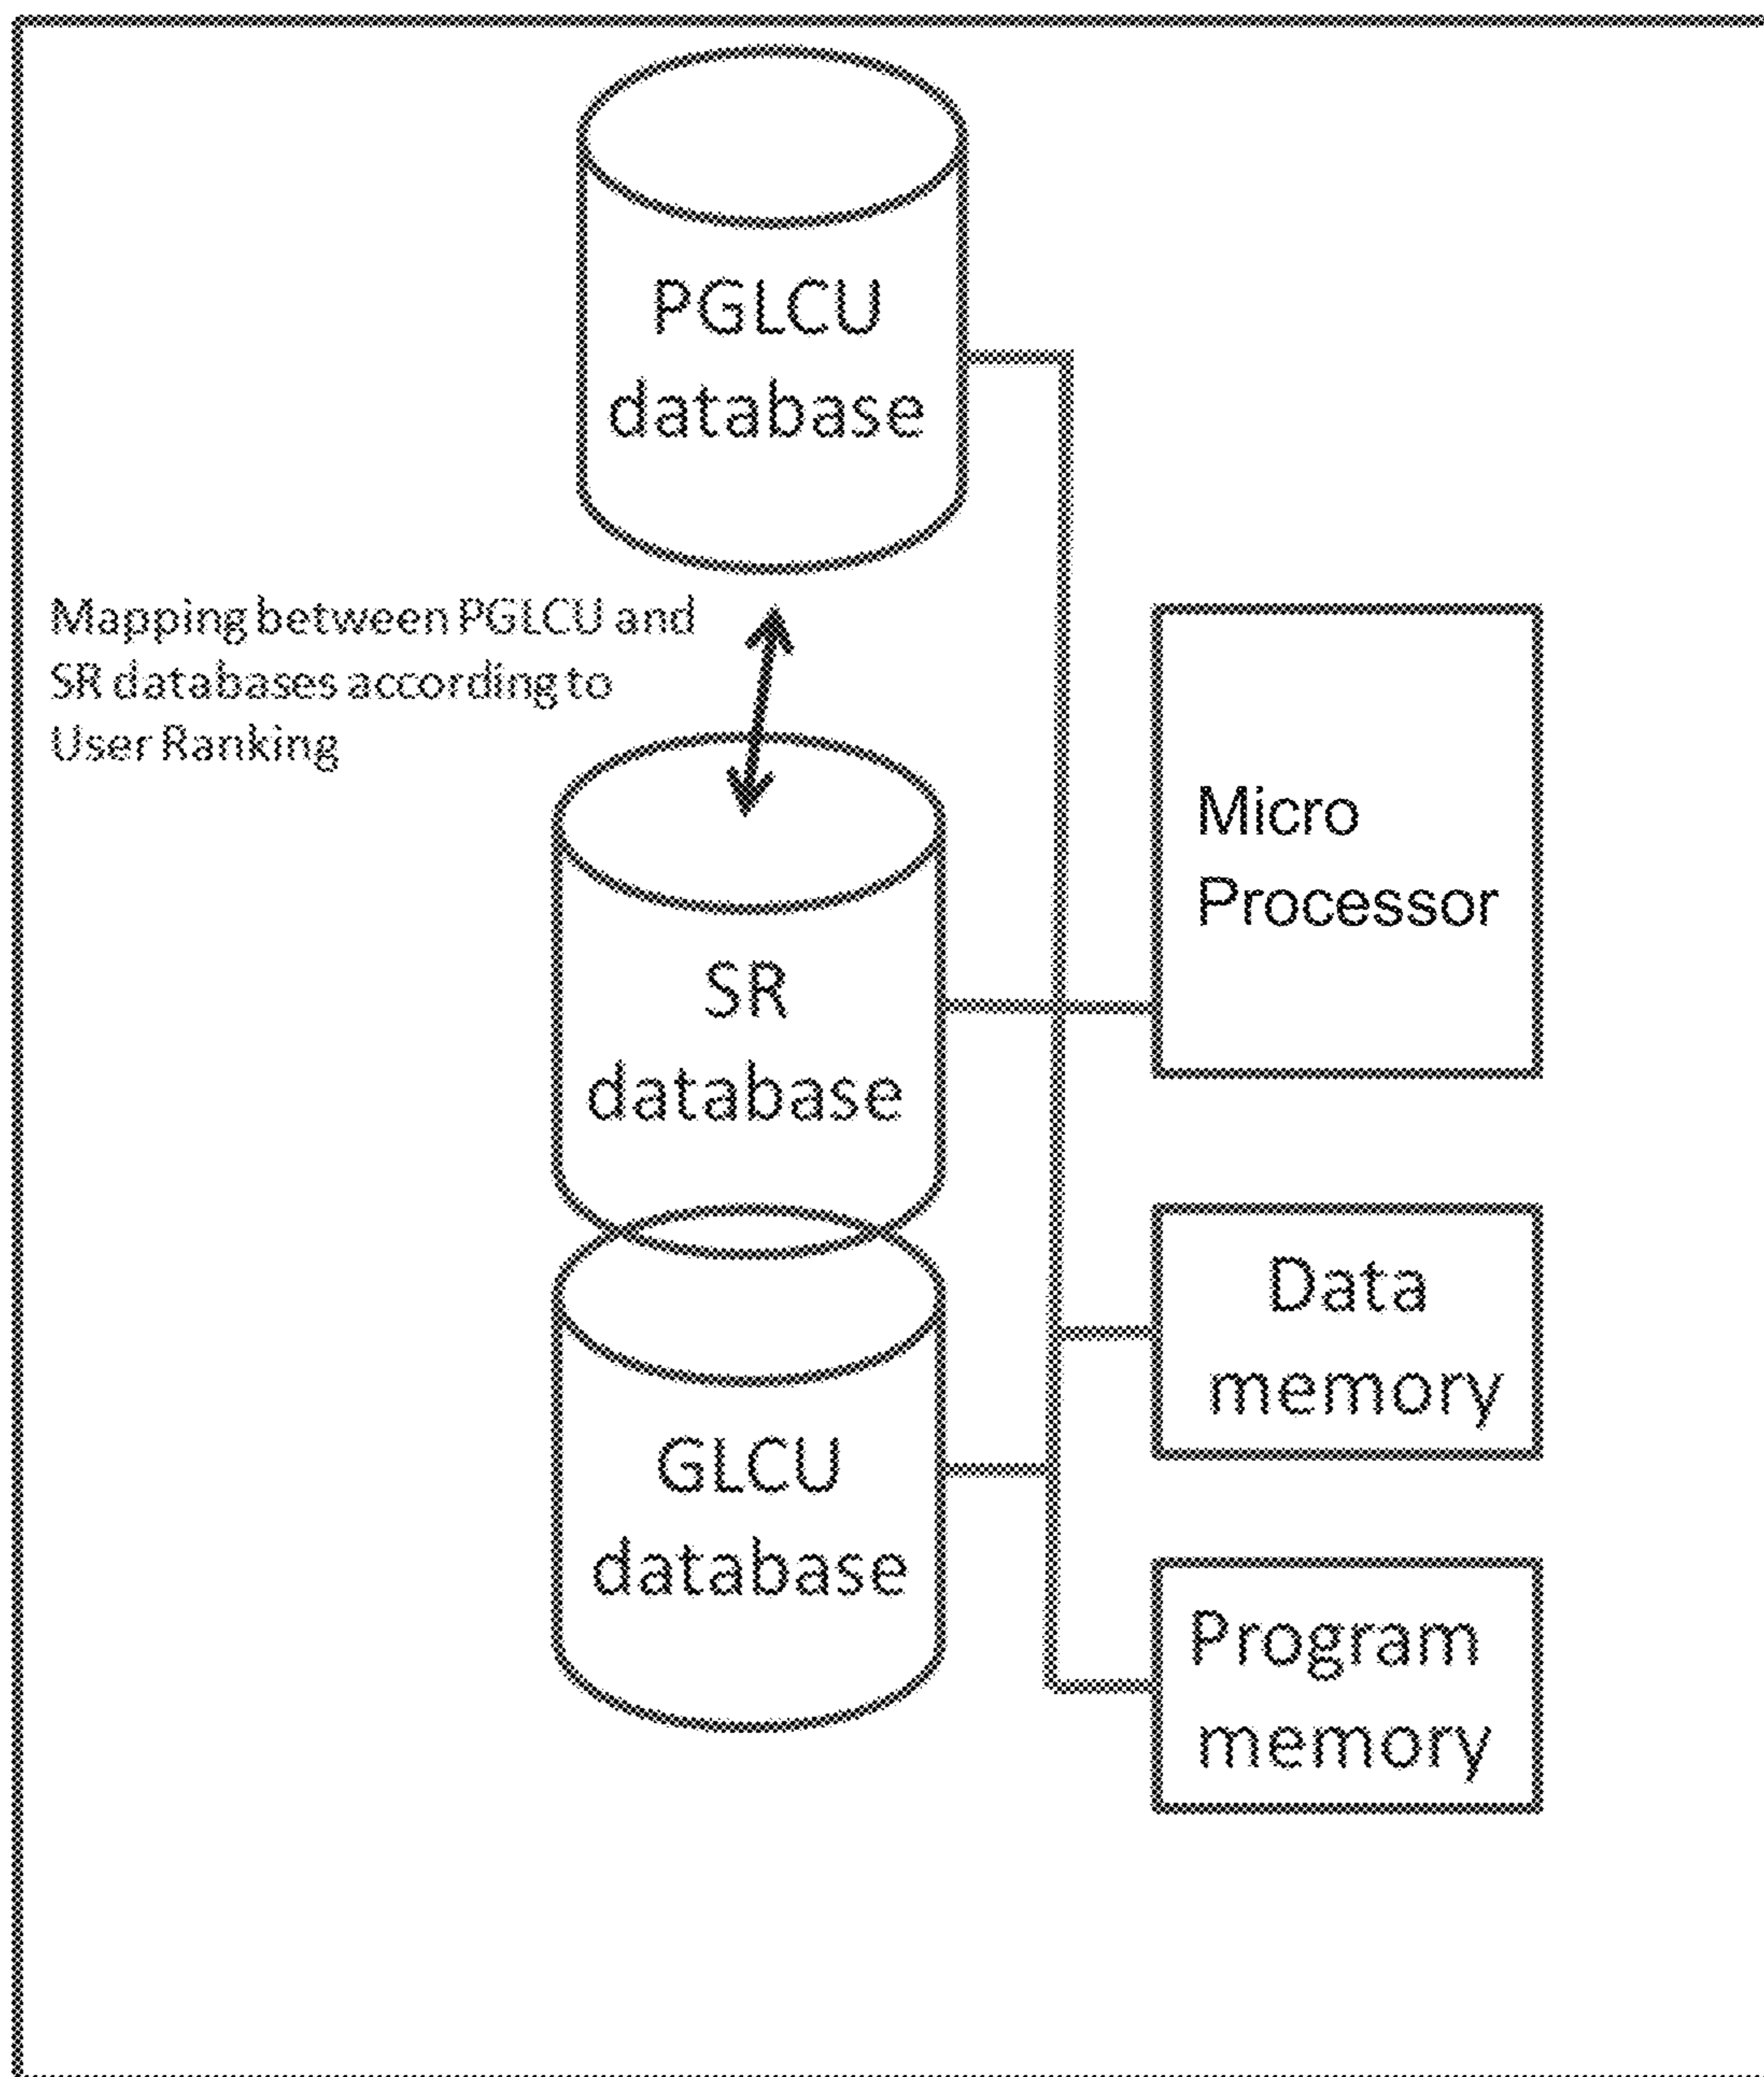 PGLCU
database
Mapping between PGLCU and
SR databases according to
User Ranking
Micro
Processor
SR
database
Data
memory
GLCU
database
Program
memory